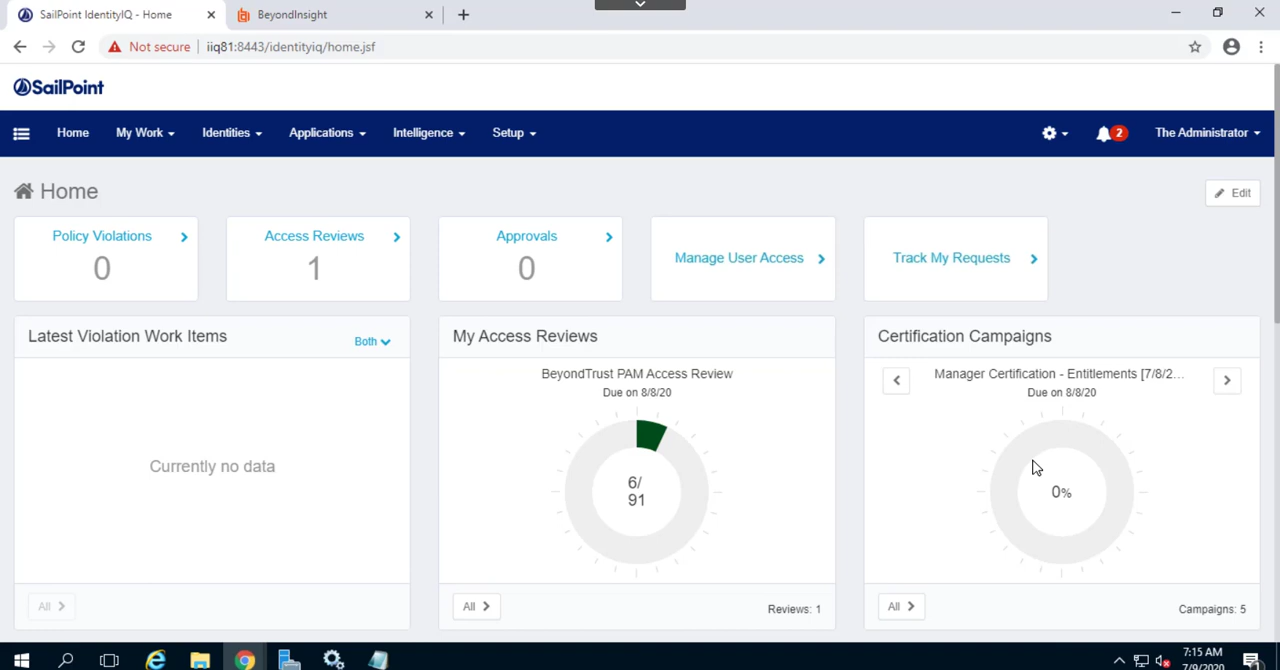 SailPoint IdentityIQ - Home
BeyondInsight
Not secure
iiq81:8443/identityiq/home.jsf
SailPoint
Home
My Work
Identities
Applications
Intelligence
Setup
2
The Administrator
Home
Edit
Policy Violations
0
Access Reviews
1
Approvals
0
Manage User Access
Track My Requests
Latest Violation Work Items
Both
Currently no data
All
My Access Reviews
BeyondTrust PAM Access Review
Due on 8/8/20
6/
91
All
Reviews: 1
Certification Campaigns
Manager Certification - Entitlements [7/8/2...
Due on 8/8/20
0%
All
Campaigns: 5
7:15 AM
7/9/2020
1